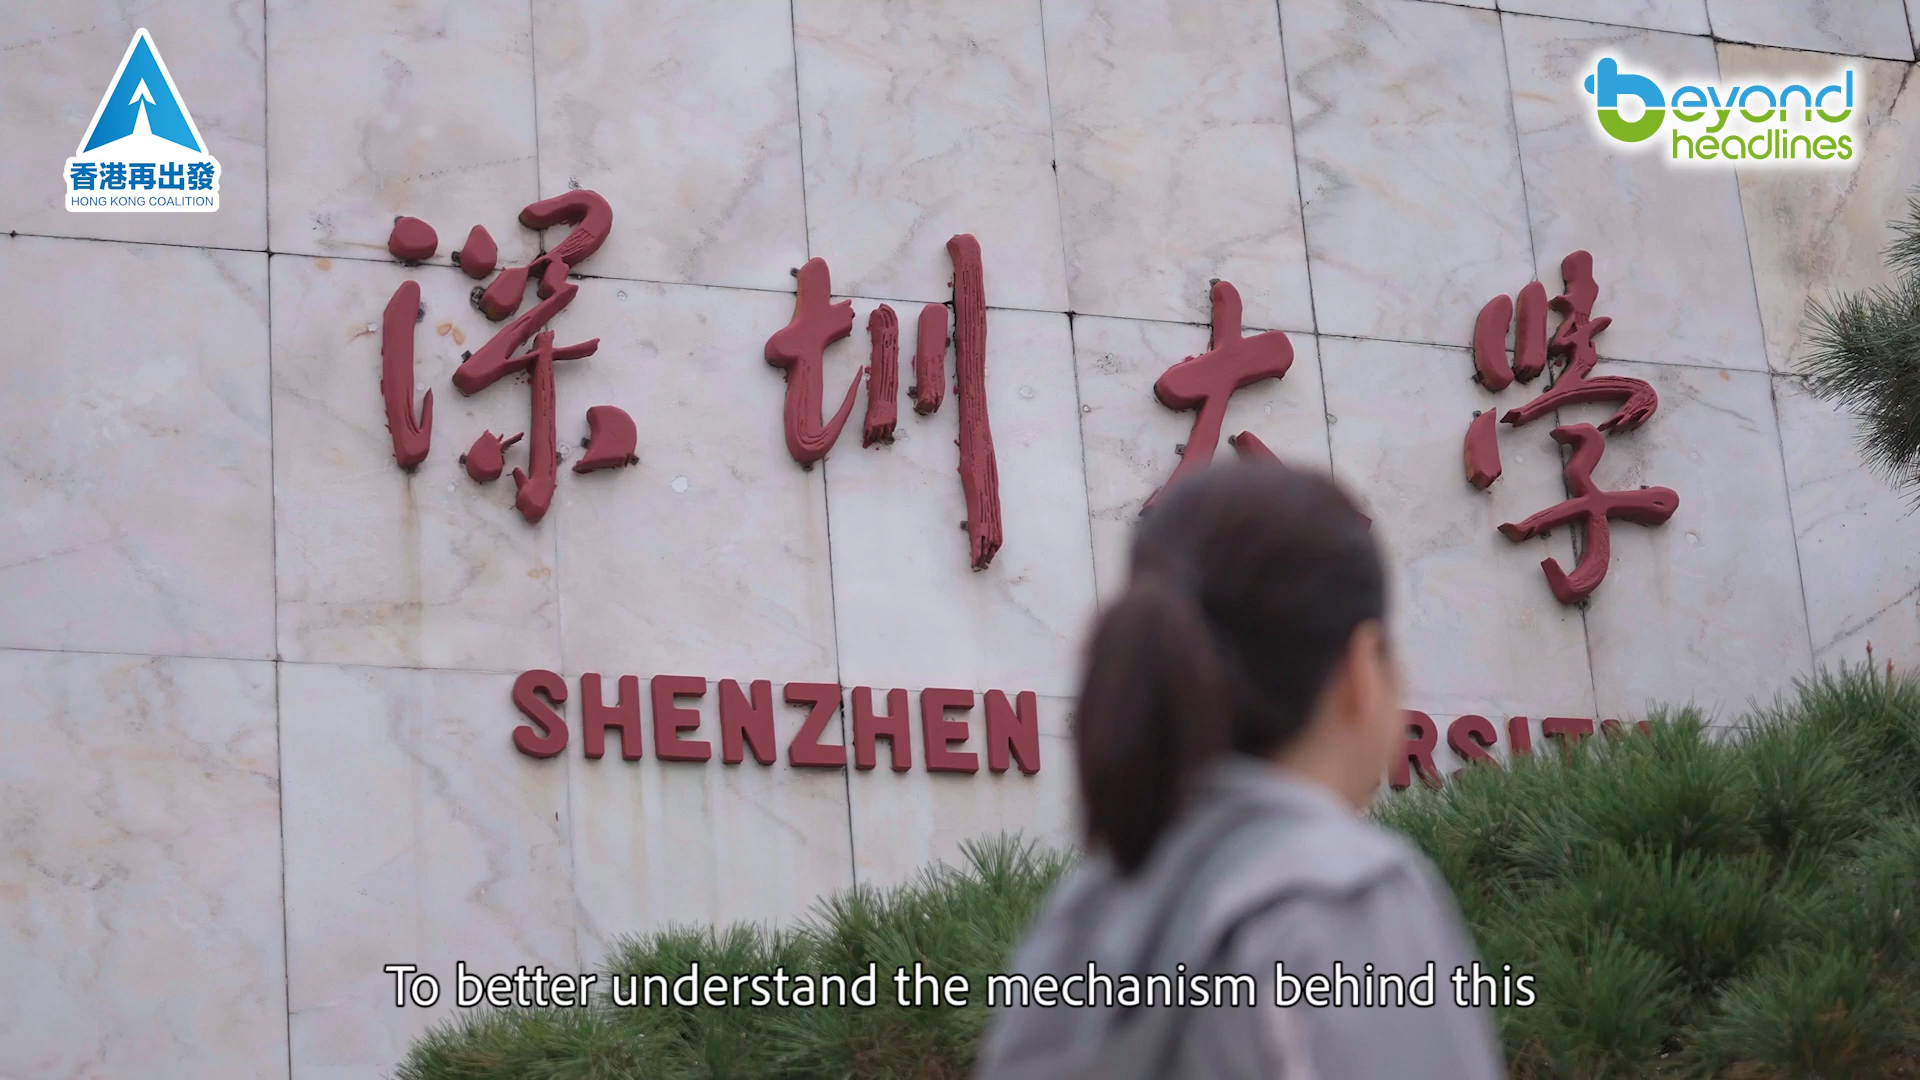 香港再出發
HONG KONG COALITION
beyond
headlines
深圳大学
SHENZHEN
RSITY
To better understand the mechanism behind this